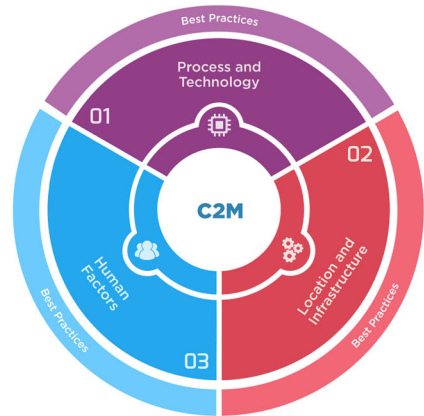 Best Practices
Process and
Technology
01
02
C2M
Human
Factors
Location and
Infrastructure
03
Best Practices
Best Practices